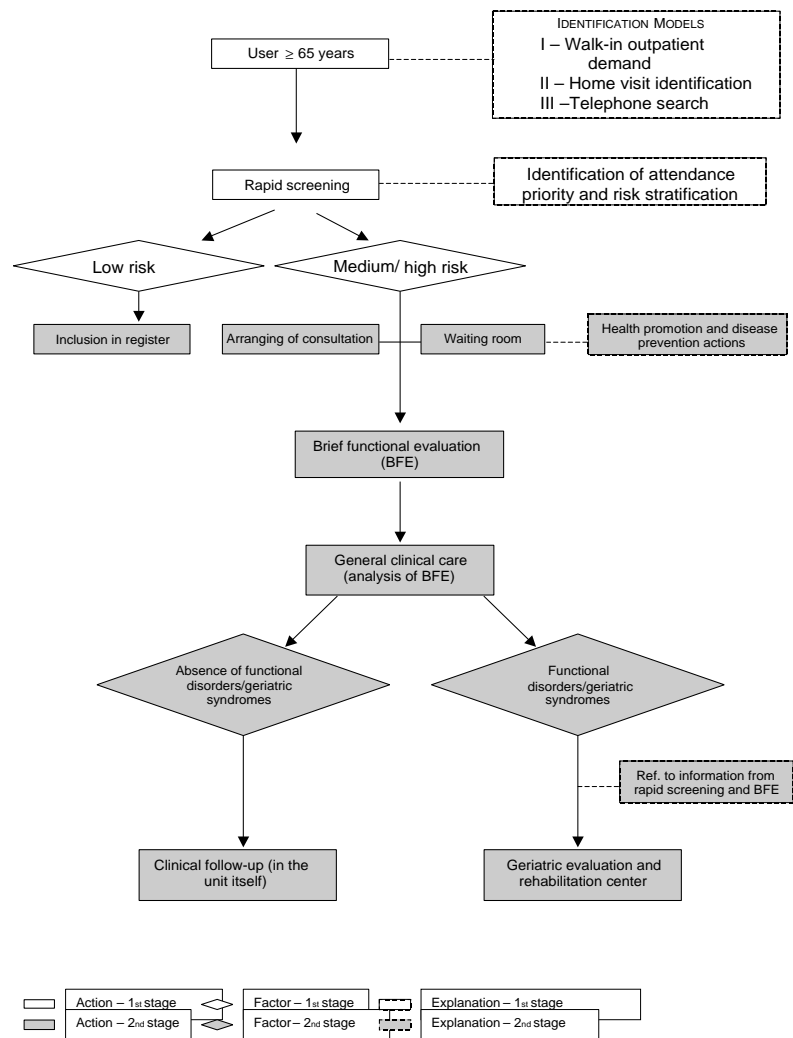 IDENTIFICATION MODELS
User ≥ 65 years
I – Walk-in outpatient
demand
II – Home visit identification
III –Telephone search
Rapid screening
Identification of attendance
priority and risk stratification
Low risk
Medium/ high risk
Inclusion in register
Arranging of consultation
Waiting room
Health promotion and disease
prevention actions
Brief functional evaluation
(BFE)
General clinical care
(analysis of BFE)
Absence of functional
disorders/geriatric
syndromes
Functional
disorders/geriatric
syndromes
Ref. to information from
rapid screening and BFE
Clinical follow-up (in the
unit itself)
Geriatric evaluation and
rehabilitation center
Action – 1st stage
Factor – 1st stage
Explanation – 1st stage
Action – 2nd stage
Factor – 2nd stage
Explanation – 2nd stage